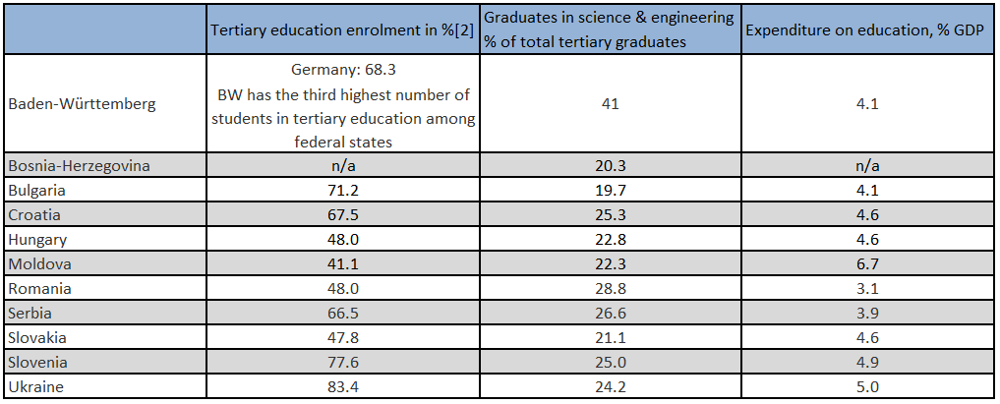 Tertiary education enrolment in %[2] Graduates in science & engineering % of total tertiary graduates Expenditure on education, % GDP
Baden-Württemberg Germany: 68.3 BW has the third highest number of students in tertiary education among federal states 41 4.1
Bosnia-Herzegovina n/a 20.3 n/a
Bulgaria 71.2 19.7 4.1
Croatia 67.5 25.3 4.6
Hungary 48.0 22.8 4.6
Moldova 41.1 22.3 6.7
Romania 48.0 28.8 3.1
Serbia 66.5 26.6 3.9
Slovakia 47.8 21.1 4.6
Slovenia 77.6 25.0 4.9
Ukraine 83.4 24.2 5.0